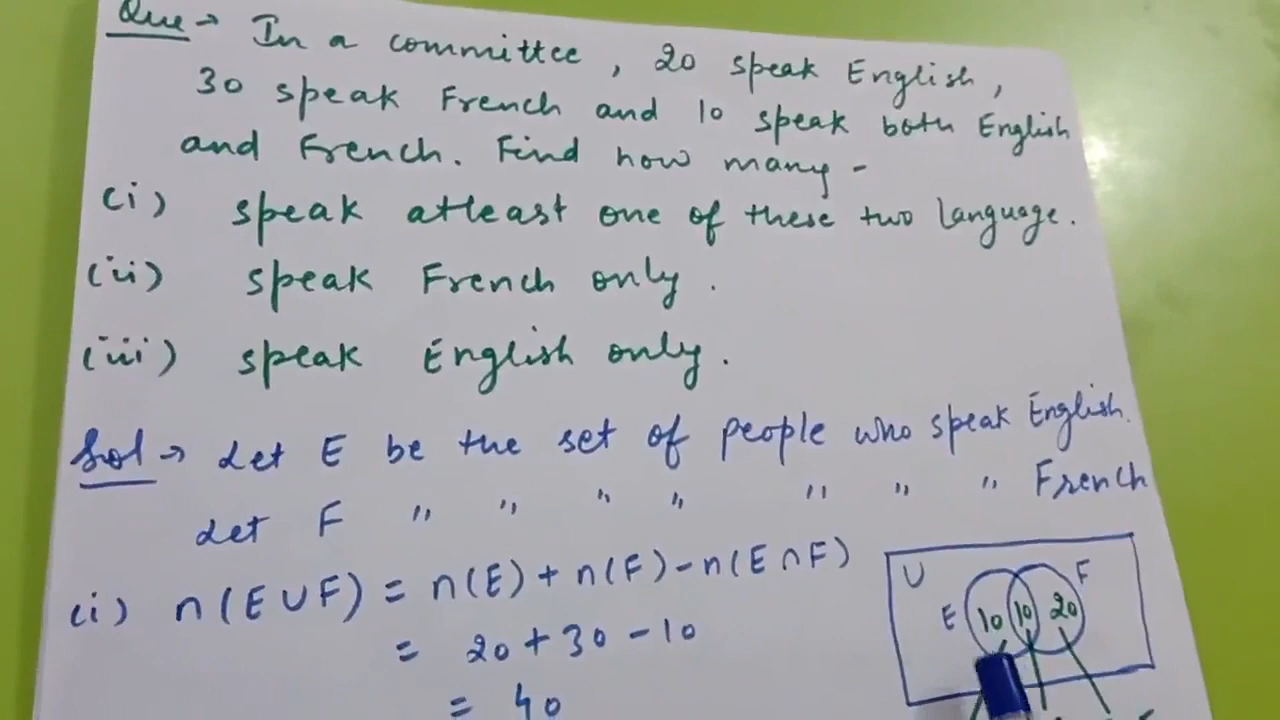 Que → In a committee, 20 speak English,
30 speak French and 10 speak both English
and French. Find how many -
(i) speak atleast one of these two language.
(ii) speak French only.
(iii) speak English only.
Sol → Let E be the set of people who speak English.
Let F " " " " " " " French
(i) n(E∪F) = n(E) + n(F) - n(E∩F)
= 20 + 30 - 10
= 40
U
E 10 10 20 F